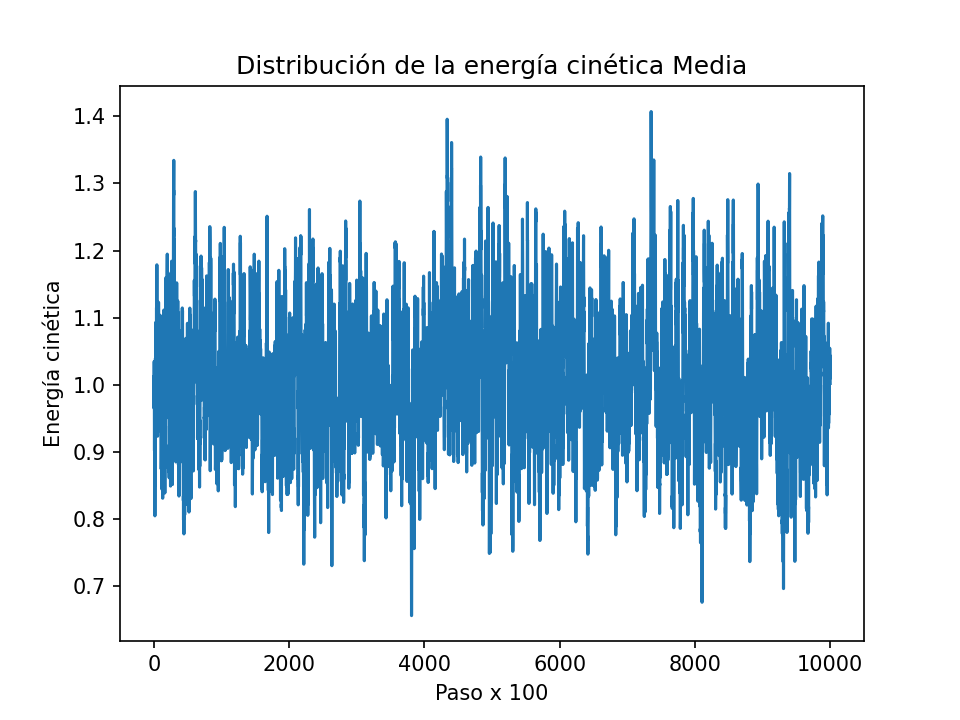 Distribución de la energía cinética Media
Energía cinética
1.4
1.3
1.2
1.1
1.0
0.9
0.8
0.7
0 2000 4000 6000 8000 10000
Paso x 100